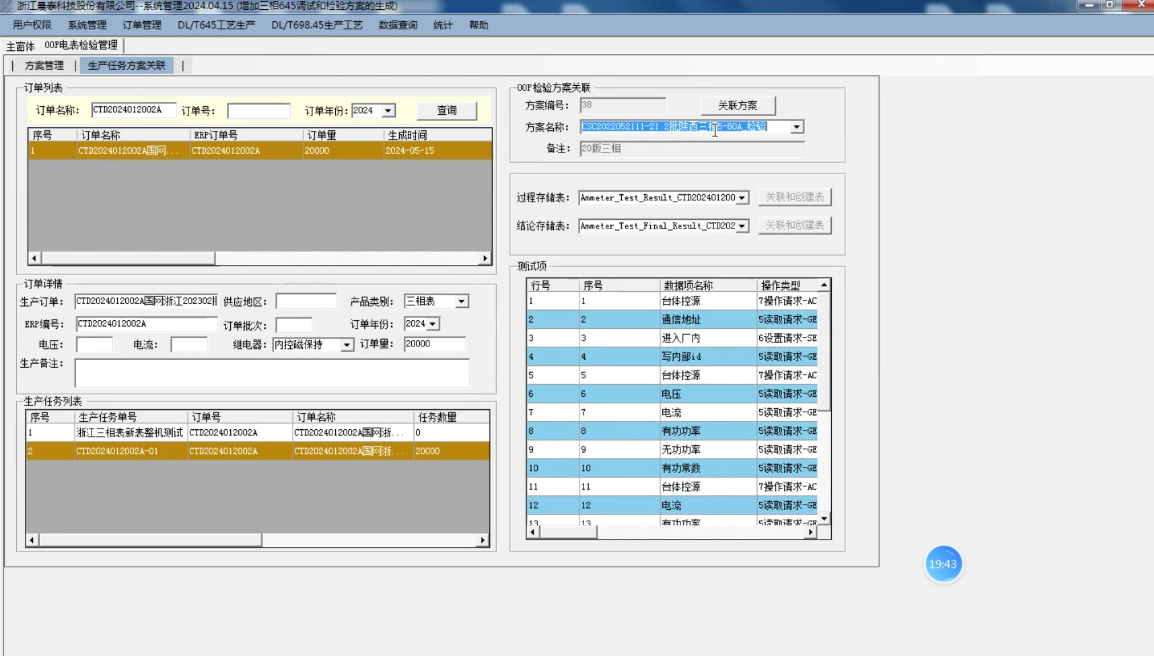 浙江晨泰科技股份有限公司--系统管理2024.04.15 (增加三相645调试和检验方案的生成)
用户权限 系统管理 订单管理 DL/T645工艺生产 DL/T698.45生产工艺 数据查询 统计 帮助
主窗体 OOP电表检验管理
方案管理 | 生产任务方案关联
订单列表
订单名称: CTD2024012002A 订单号: 订单年份: 2024 查询
序号 订单名称 ERP订单号 订单量 生成时间
1 CTD2024012002A国网... CTD2024012002A 20000 2024-05-15
订单详情
生产订单: CTD2024012002A国网浙江202302 供应地区: 产品类别: 三相表
ERP编号: CTD2024012002A 订单批次: 订单年份: 2024
电压: 电流: 继电器: 内控磁保持 订单量: 20000
生产备注:
生产任务列表
序号 生产任务单号 订单号 订单名称 任务数量
1 浙江三相表新表整机测试 CTD2024012002A CTD2024012002A国网浙... 0
2 CTD2024012002A-01 CTD2024012002A CTD2024012002A国网浙... 20000
OOP检验方案关联
方案编号: 38 关联方案
方案名称: CSC2022052111-21.2批陕西三相5-60A_检验
备注: 20版三相
过程存储表: Ammeter_Test_Result_CTD202401200 关联和创建表
结论存储表: Ammeter_Test_Final_Result_CTD202 关联和创建表
测试项
行号 序号 数据项名称 操作类型
1 1 台体控源 7操作请求-AC
2 2 通信地址 5读取请求-GE
3 3 进入厂内 6设置请求-SE
4 4 写内部id 5读取请求-GE
5 5 台体控源 7操作请求-AC
6 6 电压 5读取请求-GE
7 7 电流 5读取请求-GE
8 8 有功功率 5读取请求-GE
9 9 无功功率 5读取请求-GE
10 10 有功常数 5读取请求-GE
11 11 台体控源 7操作请求-AC
12 12 电流 5读取请求-GE
13 13 有功功率 5读取请求-GE
19:43